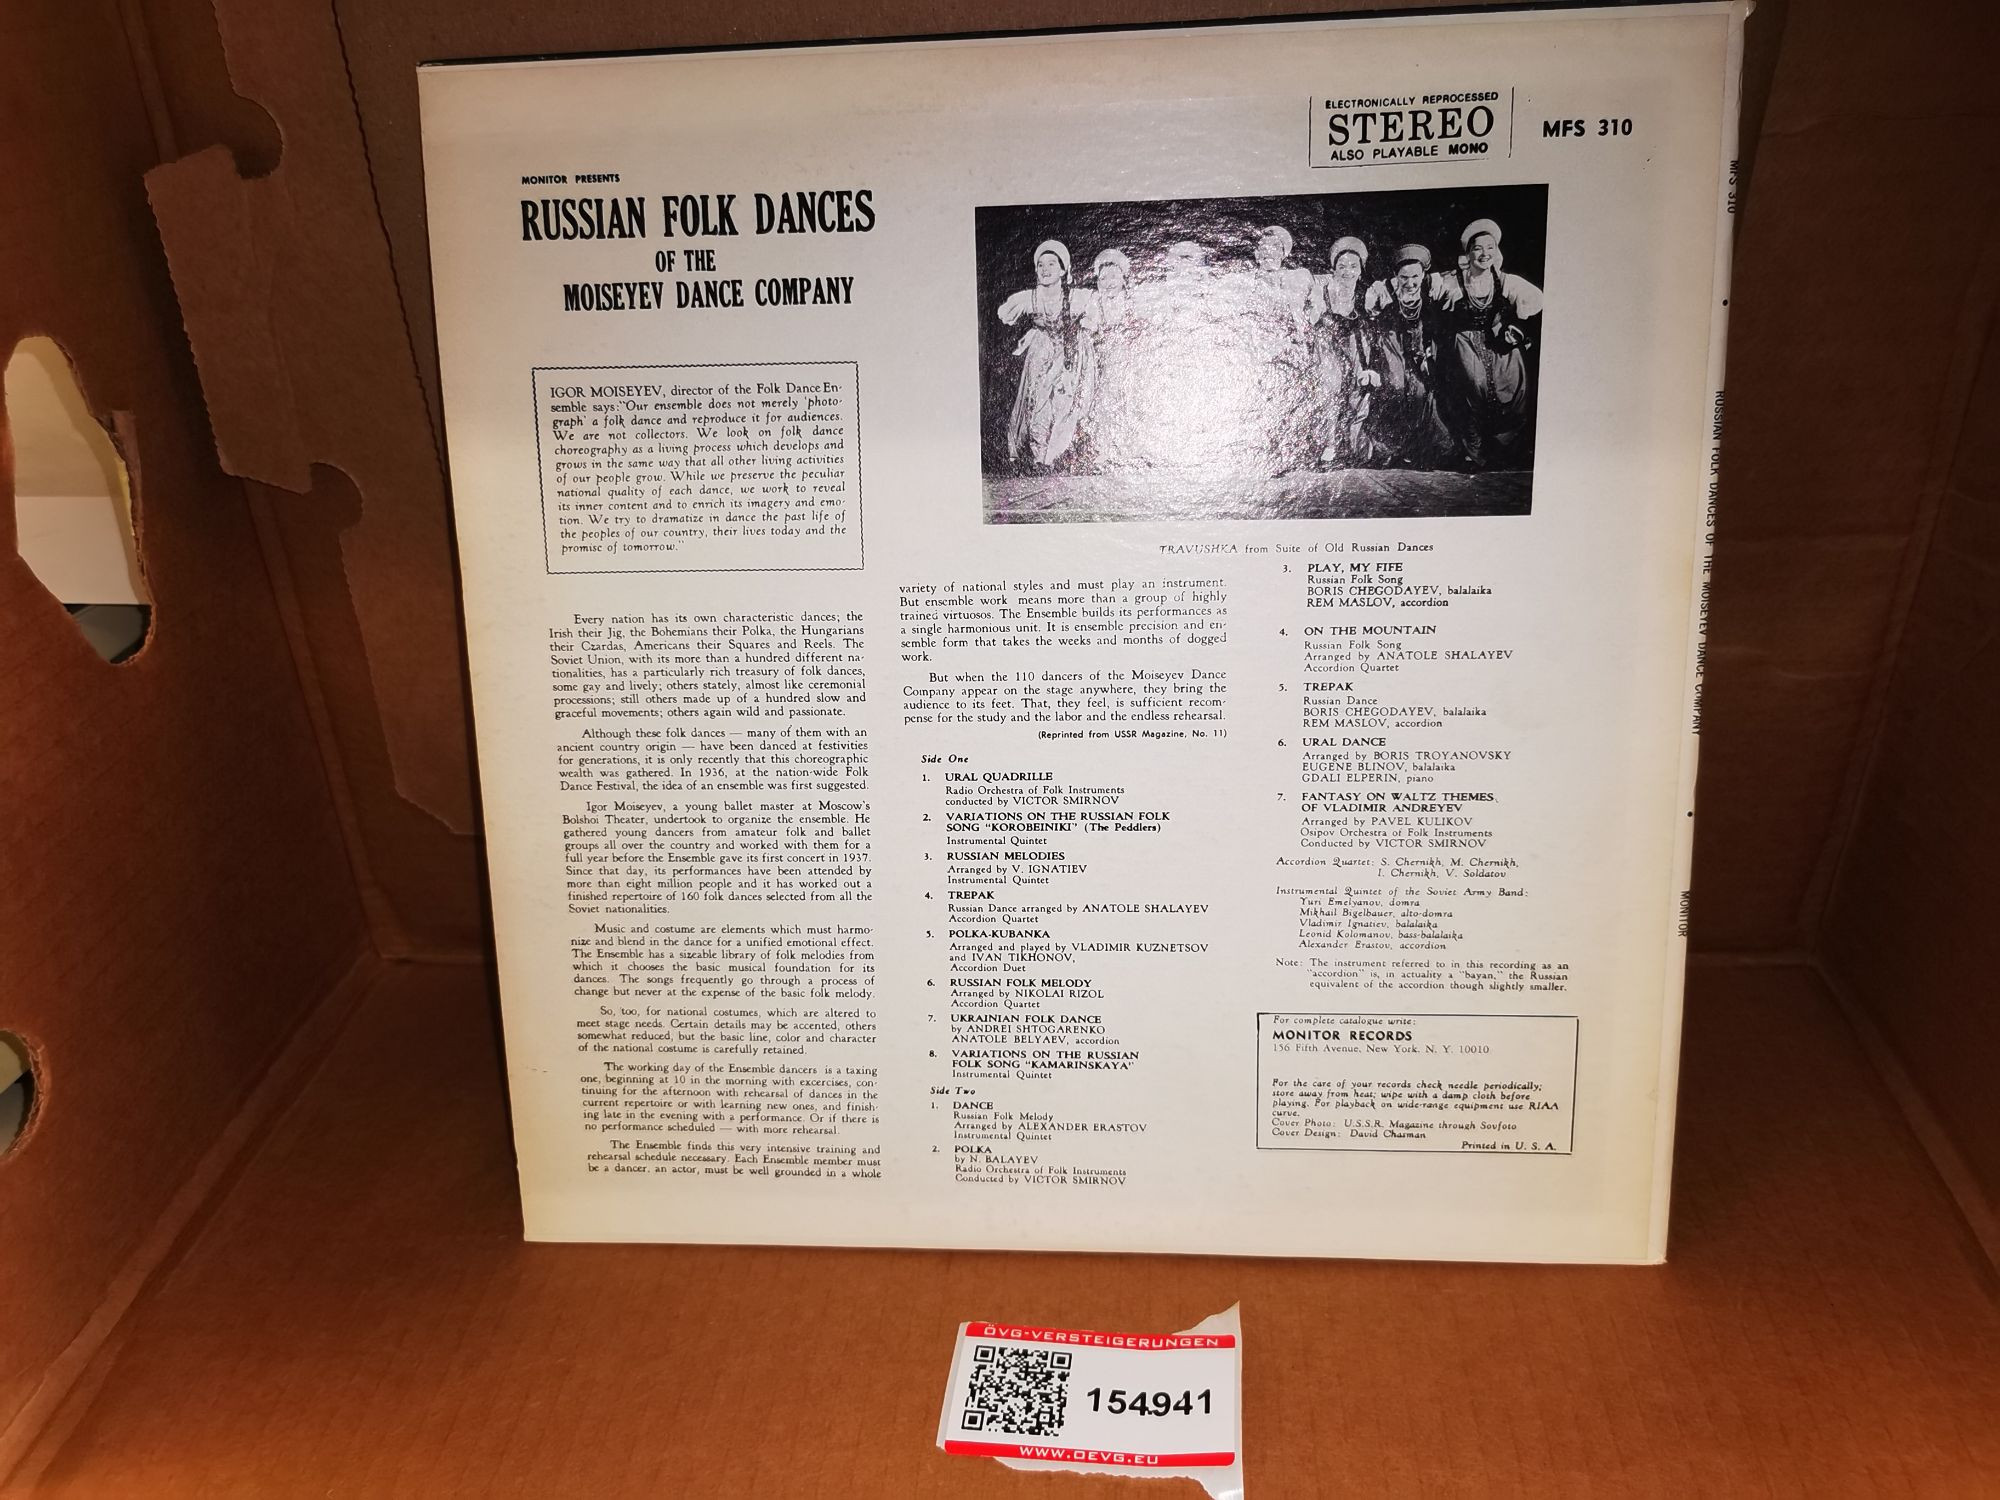 ELECTRONICALLY REPROCESSED
STEREO
ALSO PLAYABLE MONO
MFS 310
MONITOR PRESENTS
RUSSIAN FOLK DANCES
OF THE
MOISEYEV DANCE COMPANY
IGOR MOISEYEV, director of the Folk Dance En-
semble says:"Our ensemble does not merely 'photo-
graph' a folk dance and reproduce it for audiences.
We are not collectors. We look on folk dance
choreography as a living process which develops and
grows in the same way that all other living activities
of our people grow. While we preserve the peculiar
national quality of each dance, we work to reveal
its inner content and to enrich its imagery and emo-
tion. We try to dramatize in dance the past life of
the peoples of our country, their lives today and the
promise of tomorrow."
Every nation has its own characteristic dances; the
Irish their Jig, the Bohemians their Polka, the Hungarians
their Czardas, Americans their Squares and Reels. The
Soviet Union, with its more than a hundred different na-
tionalities, has a particularly rich treasury of folk dances,
some gay and lively; others stately, almost like ceremonial
processions; still others made up of a hundred slow and
graceful movements; others again wild and passionate.
Although these folk dances — many of them with an
ancient country origin — have been danced at festivities
for generations, it is only recently that this choreographic
wealth was gathered. In 1936, at the nation-wide Folk
Dance Festival, the idea of an ensemble was first suggested.
Igor Moiseyev, a young ballet master at Moscow's
Bolshoi Theater, undertook to organize the ensemble. He
gathered young dancers from amateur folk and ballet
groups all over the country and worked with them for a
full year before the Ensemble gave its first concert in 1937.
Since that day, its performances have been attended by
more than eight million people and it has worked out a
finished repertoire of 160 folk dances selected from all the
Soviet nationalities.
Music and costume are elements which must harmo-
nize and blend in the dance for a unified emotional effect.
The Ensemble has a sizeable library of folk melodies from
which it chooses the basic musical foundation for its
dances. The songs frequently go through a process of
change but never at the expense of the basic folk melody.
So, too, for national costumes, which are altered to
meet stage needs. Certain details may be accented, others
somewhat reduced, but the basic line, color and character
of the national costume is carefully retained.
The working day of the Ensemble dancers is a taxing
one, beginning at 10 in the morning with excercises, con-
tinuing for the afternoon with rehearsal of dances in the
current repertoire or with learning new ones, and finish-
ing late in the evening with a performance. Or if there is
no performance scheduled — with more rehearsal.
The Ensemble finds this very intensive training and
rehearsal schedule necessary. Each Ensemble member must
be a dancer, an actor, must be well grounded in a whole
variety of national styles and must play an instrument.
But ensemble work means more than a group of highly
trained virtuosos. The Ensemble builds its performances as
a single harmonious unit. It is ensemble precision and en-
semble form that takes the weeks and months of dogged
work.
But when the 110 dancers of the Moiseyev Dance
Company appear on the stage anywhere, they bring the
audience to its feet. That, they feel, is sufficient recom-
pense for the study and the labor and the endless rehearsal.
(Reprinted from USSR Magazine, No. 11)
Side One
1. URAL QUADRILLE
Radio Orchestra of Folk Instruments
conducted by VICTOR SMIRNOV
2. VARIATIONS ON THE RUSSIAN FOLK
SONG "KOROBEINIKI" (The Peddlers)
Instrumental Quintet
3. RUSSIAN MELODIES
Arranged by V. IGNATIEV
Instrumental Quintet
4. TREPAK
Russian Dance arranged by ANATOLE SHALAYEV
Accordion Quartet
5. POLKA-KUBANKA
Arranged and played by VLADIMIR KUZNETSOV
and IVAN TIKHONOV,
Accordion Duet
6. RUSSIAN FOLK MELODY
Arranged by NIKOLAI RIZOL
Accordion Quartet
7. UKRAINIAN FOLK DANCE
by ANDREI SHTOGARENKO
ANATOLE BELYAEV, accordion
8. VARIATIONS ON THE RUSSIAN
FOLK SONG "KAMARINSKAYA"
Instrumental Quintet
Side Two
1. DANCE
Russian Folk Melody
Arranged by ALEXANDER ERASTOV
Instrumental Quintet
2. POLKA
by N. BALAYEV
Radio Orchestra of Folk Instruments
Conducted by VICTOR SMIRNOV
TRAVUSHKA from Suite of Old Russian Dances
3. PLAY, MY FIFE
Russian Folk Song
BORIS CHEGODAYEV, balalaika
REM MASLOV, accordion
4. ON THE MOUNTAIN
Russian Folk Song
Arranged by ANATOLE SHALAYEV
Accordion Quartet
5. TREPAK
Russian Dance
BORIS CHEGODAYEV, balalaika
REM MASLOV, accordion
6. URAL DANCE
Arranged by BORIS TROYANOVSKY
EUGENE BLINOV, balalaika
GDALI ELPERIN, piano
7. FANTASY ON WALTZ THEMES
OF VLADIMIR ANDREYEV
Arranged by PAVEL KULIKOV
Osipov Orchestra of Folk Instruments
Conducted by VICTOR SMIRNOV
Accordion Quartet: S. Chernikh, M. Chernikh,
I. Chernikh, V. Soldatov
Instrumental Quintet of the Soviet Army Band:
Yuri Emelyanov, domra
Mikhail Bigelbauer, alto-domra
Vladimir Ignatiev, balalaika
Leonid Kolomanov, bass-balalaika
Alexander Erastov, accordion
Note: The instrument referred to in this recording as an
"accordion" is, in actuality a "bayan," the Russian
equivalent of the accordion though slightly smaller.
For complete catalogue write:
MONITOR RECORDS
156 Fifth Avenue, New York, N. Y. 10010
For the care of your records check needle periodically;
store away from heat; wipe with a damp cloth before
playing. For playback on wide-range equipment use RIAA
curve.
Cover Photo: U.S.S.R. Magazine through Sovfoto
Cover Design: David Chasman
Printed in U. S. A.
MFS 310 • RUSSIAN FOLK DANCES OF THE MOISEYEV DANCE COMPANY • MONITOR
ÖVG-VERSTEIGERUNGEN
154941
WWW.OEVG.EU